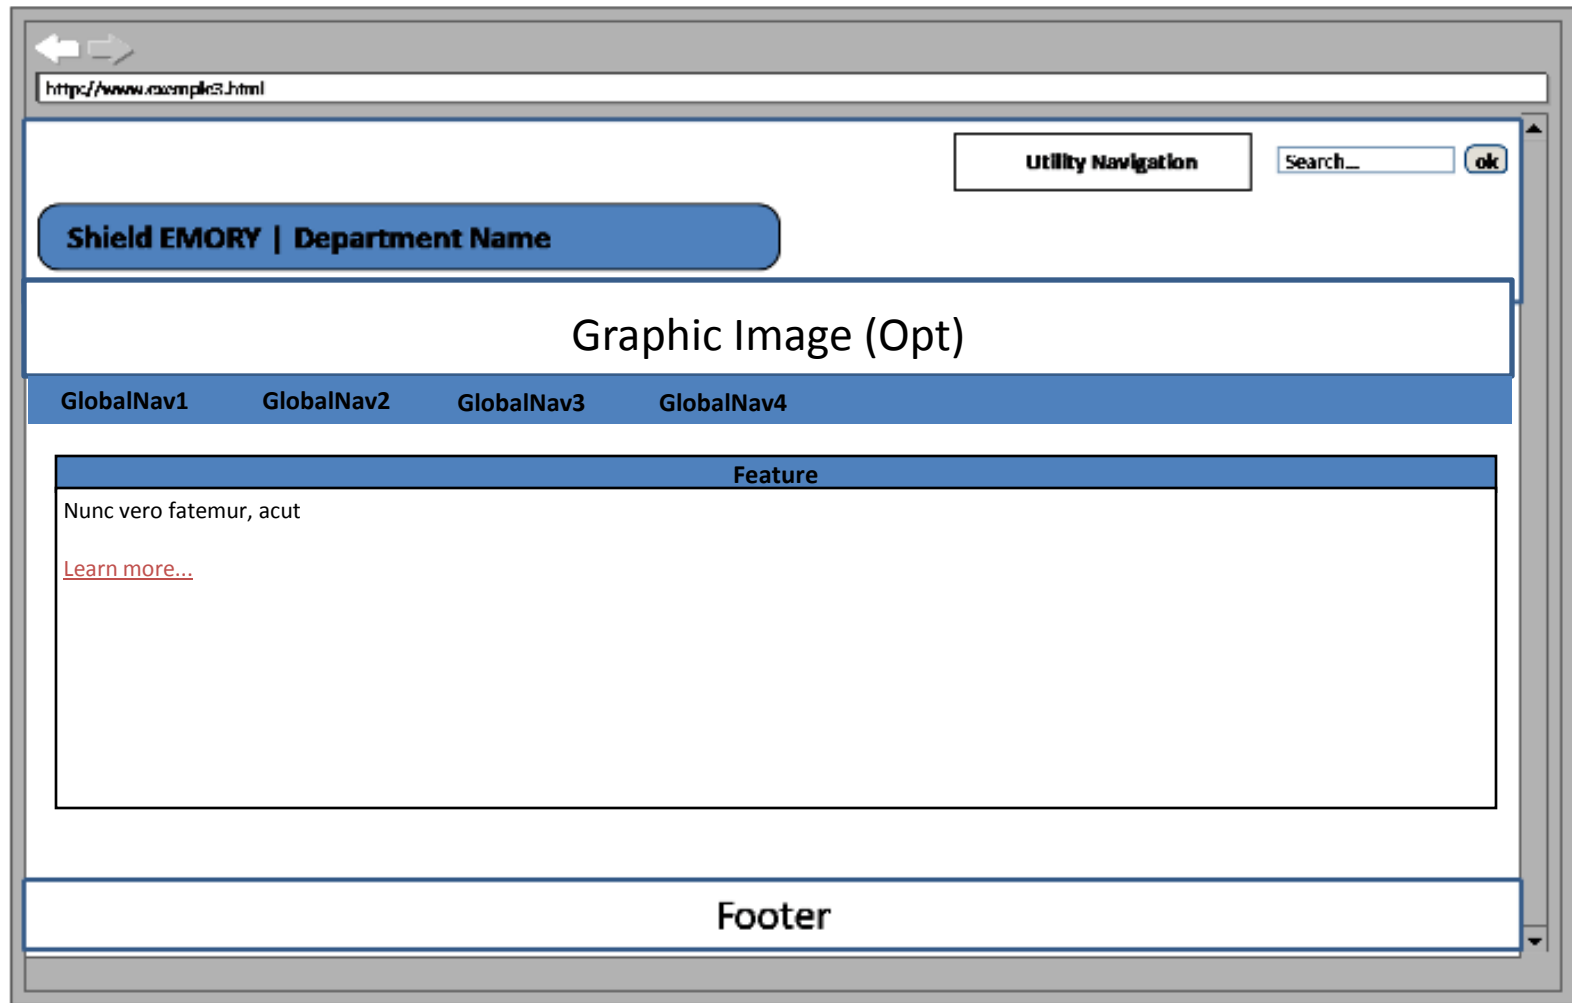 http://www.exemple3.html
Utility Navigation
Search...
ok
Shield EMORY | Department Name
Graphic Image (Opt)
GlobalNav1 GlobalNav2 GlobalNav3 GlobalNav4
Feature
Nunc vero fatemur, acut
Learn more...
Footer